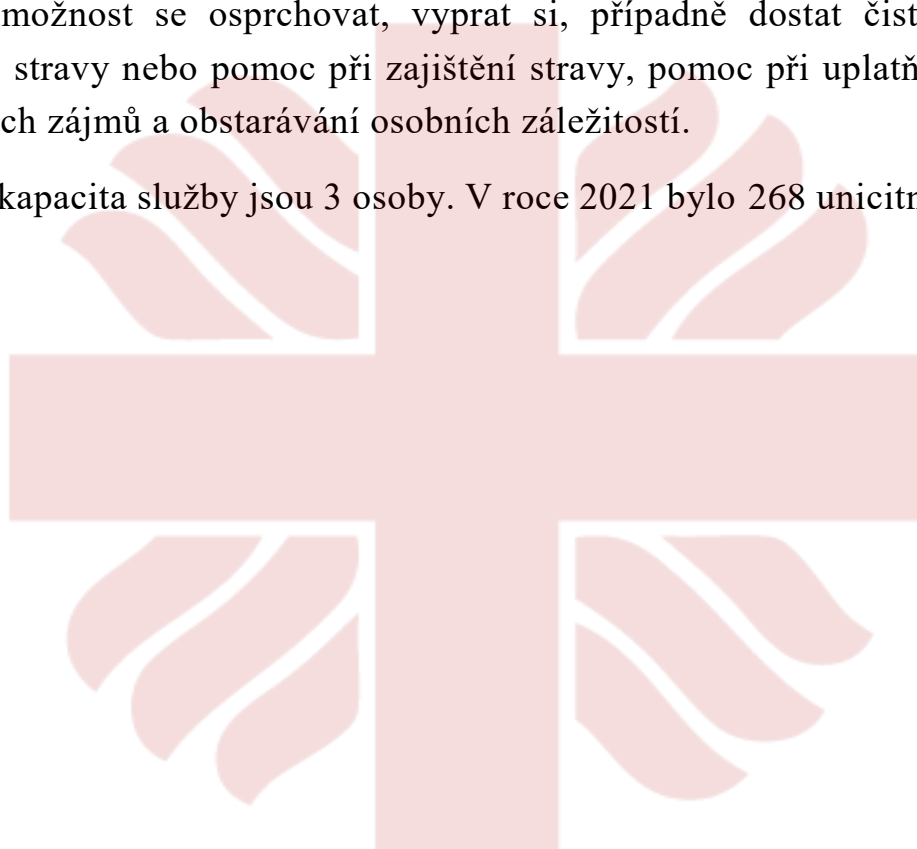 možnost se osprchovat, vyprat si, případně dostat čist
stravy nebo pomoc při zajištění stravy, pomoc při uplatň
ch zájmů a obstarávání osobních záležitostí.
kapacita služby jsou 3 osoby. V roce 2021 bylo 268 unicitn